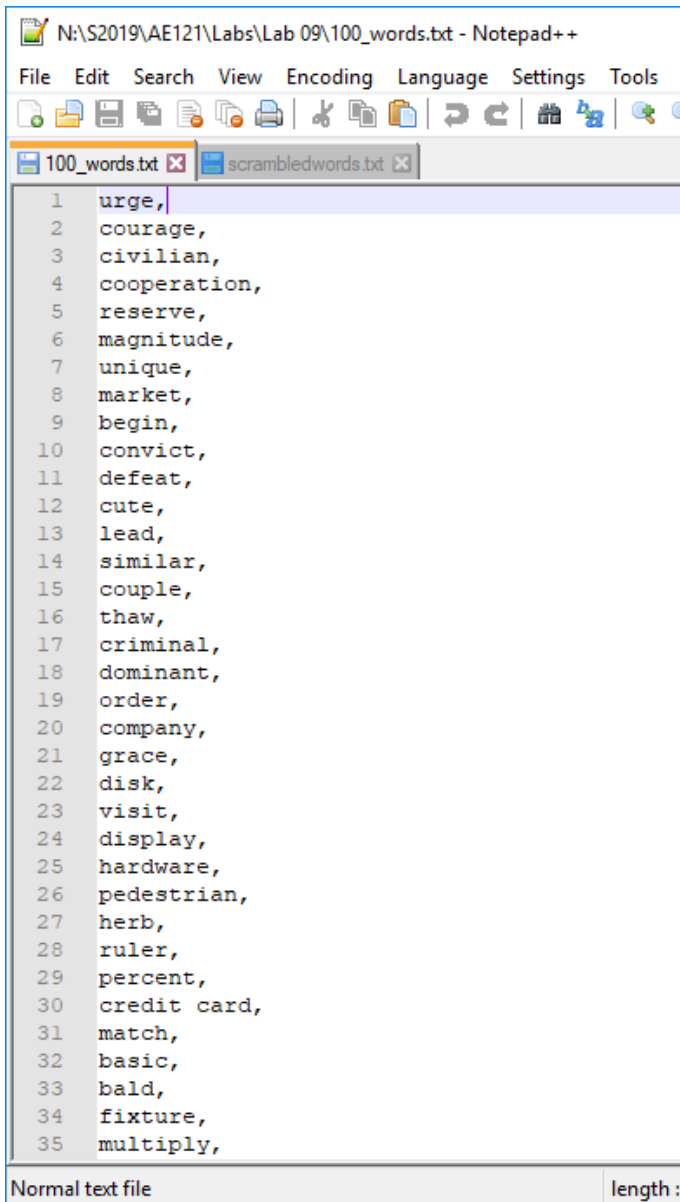 N:\S2019\AE121\Labs\Lab 09\100_words.txt - Notepad++
File Edit Search View Encoding Language Settings Tools
100_words.txt scrambledwords.txt
1 urge,
2 courage,
3 civilian,
4 cooperation,
5 reserve,
6 magnitude,
7 unique,
8 market,
9 begin,
10 convict,
11 defeat,
12 cute,
13 lead,
14 similar,
15 couple,
16 thaw,
17 criminal,
18 dominant,
19 order,
20 company,
21 grace,
22 disk,
23 visit,
24 display,
25 hardware,
26 pedestrian,
27 herb,
28 ruler,
29 percent,
30 credit card,
31 match,
32 basic,
33 bald,
34 fixture,
35 multiply,
Normal text file length :